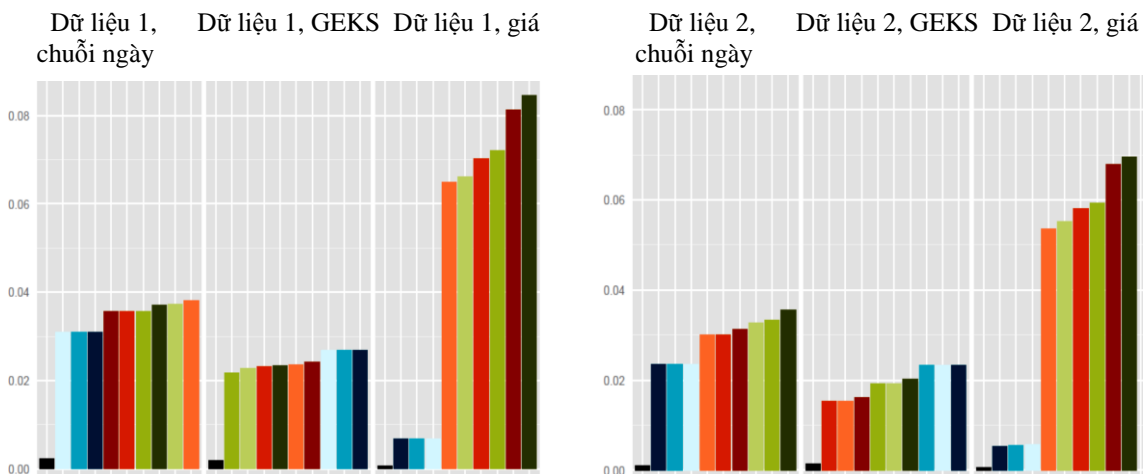 Dữ liệu 1, chuỗi ngày
Dữ liệu 1, GEKS
Dữ liệu 1, giá
0.08
0.06
0.04
0.02
0.00
Dữ liệu 2, chuỗi ngày
Dữ liệu 2, GEKS
Dữ liệu 2, giá
0.08
0.06
0.04
0.02
0.00